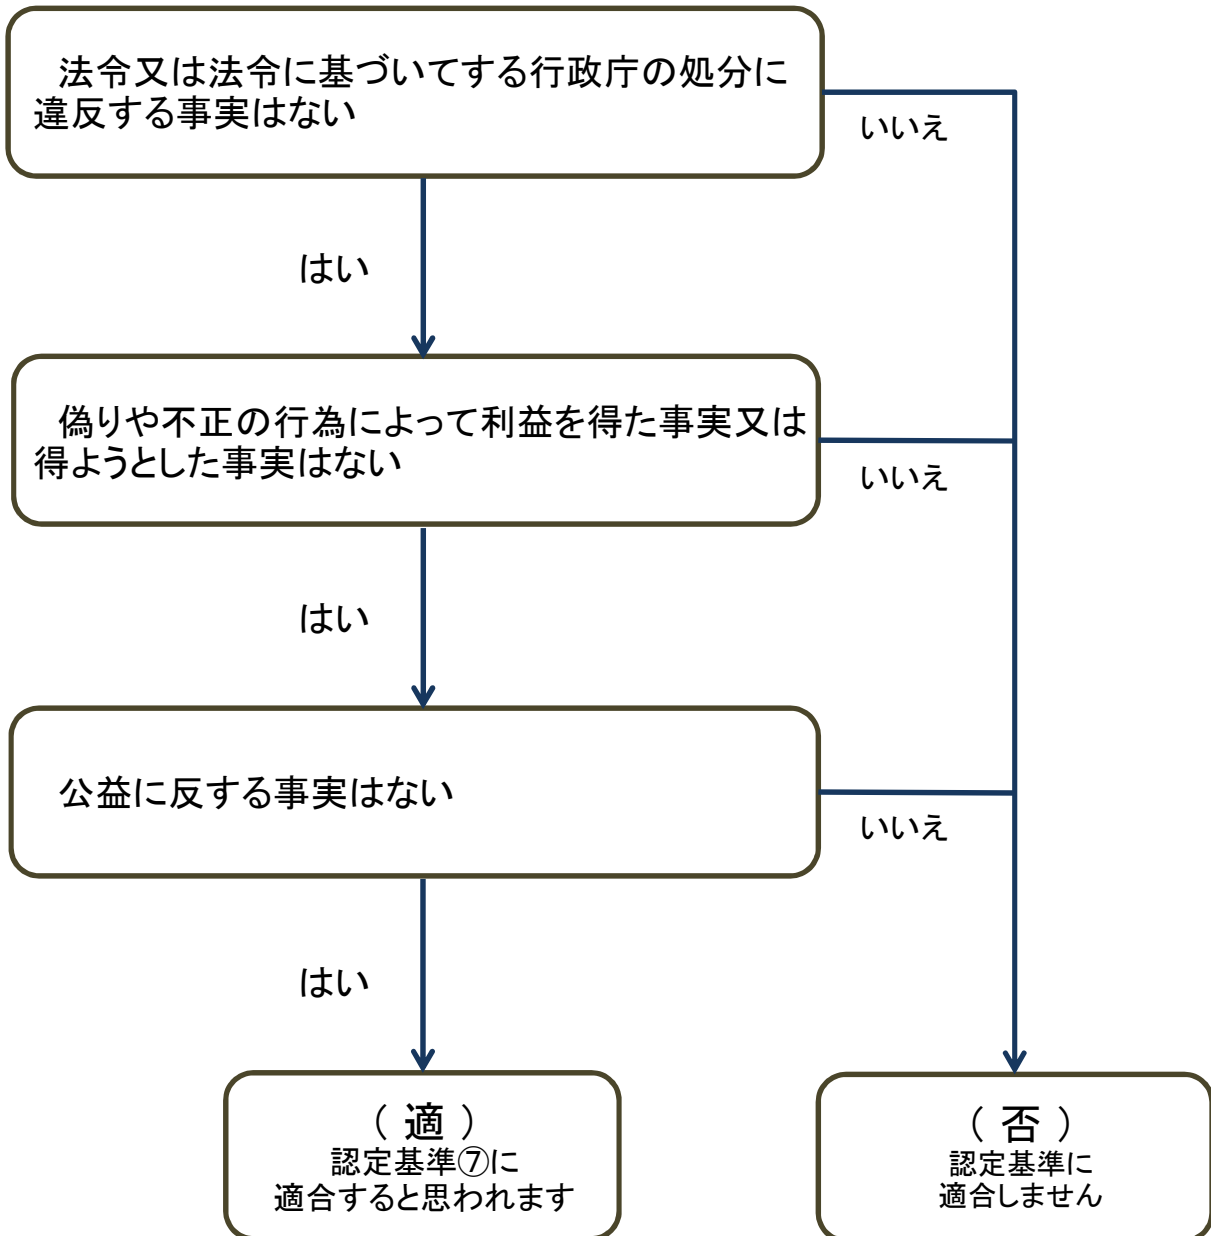 法令又は法令に基づいてする行政庁の処分に
違反する事実はない
いいえ
はい
偽りや不正の行為によって利益を得た事実又は
得ようとした事実はない
いいえ
はい
公益に反する事実はない
いいえ
はい
（ 適 ）
認定基準⑦に
適合すると思われます
（ 否 ）
認定基準に
適合しません